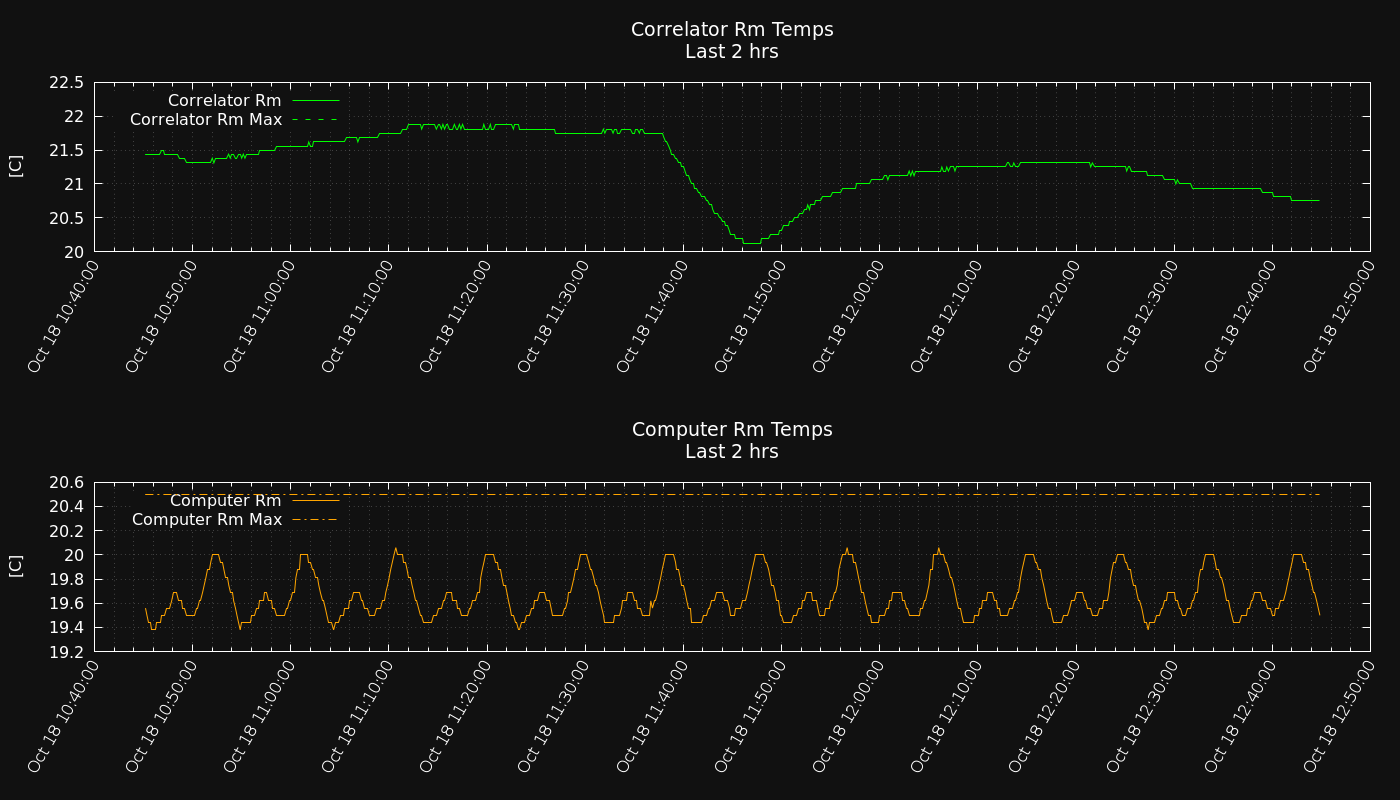 Correlator Rm Temps
Last 2 hrs
22.5
22
21.5
21
20.5
20
[C]
Correlator Rm
Correlator Rm Max
Oct 18 10:40:00
Oct 18 10:50:00
Oct 18 11:00:00
Oct 18 11:10:00
Oct 18 11:20:00
Oct 18 11:30:00
Oct 18 11:40:00
Oct 18 11:50:00
Oct 18 12:00:00
Oct 18 12:10:00
Oct 18 12:20:00
Oct 18 12:30:00
Oct 18 12:40:00
Oct 18 12:50:00
Computer Rm Temps
Last 2 hrs
20.6
20.4
20.2
20
19.8
19.6
19.4
19.2
[C]
Computer Rm
Computer Rm Max
Oct 18 10:40:00
Oct 18 10:50:00
Oct 18 11:00:00
Oct 18 11:10:00
Oct 18 11:20:00
Oct 18 11:30:00
Oct 18 11:40:00
Oct 18 11:50:00
Oct 18 12:00:00
Oct 18 12:10:00
Oct 18 12:20:00
Oct 18 12:30:00
Oct 18 12:40:00
Oct 18 12:50:00